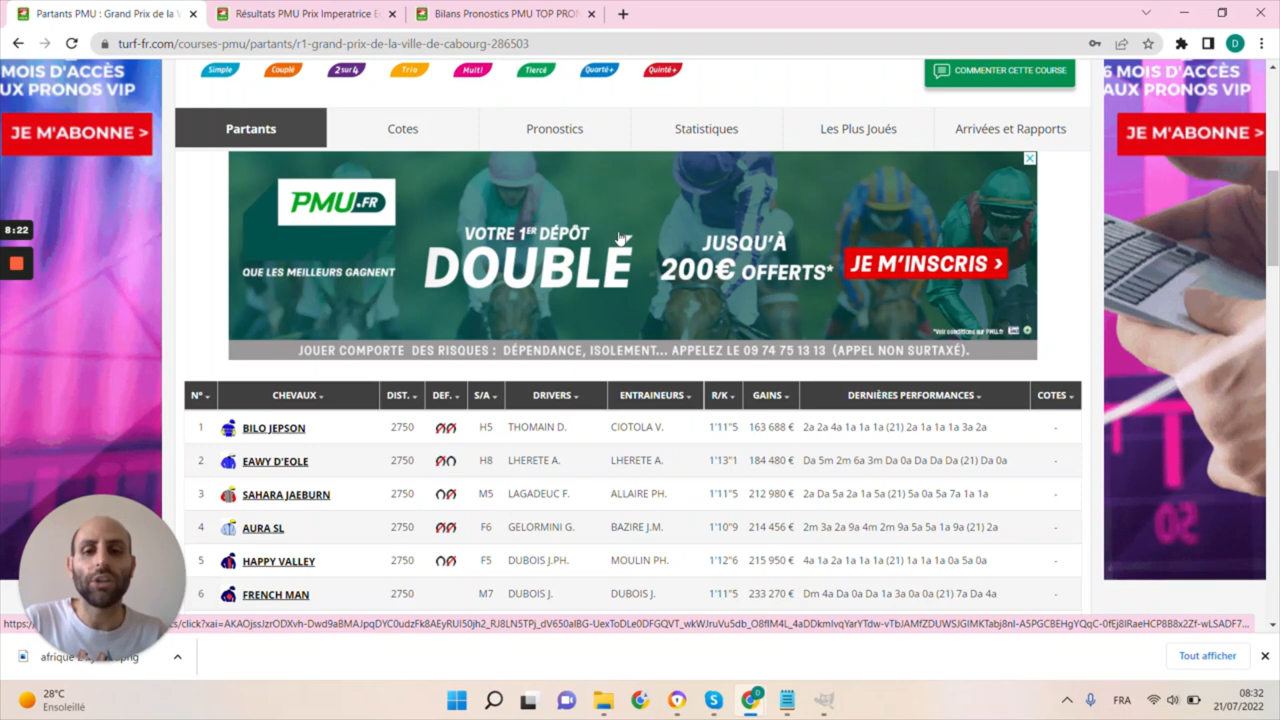 Partants PMU : Grand Prix de la V
Résultats PMU Prix Imperatrice E
Bilans Pronostics PMU TOP PRON
turf-fr.com/courses-pmu/partants/r1-grand-prix-de-la-ville-de-cabourg-286503
D
MOIS D'ACCÈS
AUX PRONOS VIP
JE M'ABONNE >
Simple
Couplé
2 sur 4
Trio
Multi
Tiercé
Quarté+
Quinté+
COMMENTER CETTE COURSE
6 MOIS D'ACCÈS
AUX PRONOS VIP
JE M'ABONNE >
Partants Cotes Pronostics Statistiques Les Plus Joués Arrivées et Rapports
PMU.FR
QUE LES MEILLEURS GAGNENT
VOTRE 1ER DÉPÔT
DOUBLÉ
JUSQU'À
200€ OFFERTS*
JE M'INSCRIS >
*Voir conditions sur PMU.fr
JOUER COMPORTE DES RISQUES : DÉPENDANCE, ISOLEMENT... APPELEZ LE 09 74 75 13 13 (APPEL NON SURTAXÉ).
8:22
N° CHEVAUX DIST. DEF. S/A DRIVERS ENTRAINEURS R/K GAINS DERNIÈRES PERFORMANCES COTES
1 BILO JEPSON 2750 H5 THOMAIN D. CIOTOLA V. 1'11"5 163 688 € 2a 2a 4a 1a 1a 1a (21) 2a 1a 1a 1a 3a 2a -
2 EAWY D'EOLE 2750 H8 LHERETE A. LHERETE A. 1'13"1 184 480 € Da 5m 2m 6a 3m Da 0a Da Da Da (21) Da 0a -
3 SAHARA JAEBURN 2750 M5 LAGADEUC F. ALLAIRE PH. 1'11"5 212 980 € 2a Da 5a 2a 1a 5a (21) 5a 0a 5a 7a 1a 1a -
4 AURA SL 2750 F6 GELORMINI G. BAZIRE J.M. 1'10"9 214 456 € 2m 3a 2a 9a 4m 2m 9a 5a 5a 1a 9a (21) 2a -
5 HAPPY VALLEY 2750 F5 DUBOIS J.PH. MOULIN PH. 1'12"6 215 950 € 4a 1a 2a 1a 1a (21) 1a 1a 1a 0a 5a 0a -
6 FRENCH MAN 2750 M7 DUBOIS J. DUBOIS J. 1'11"5 233 270 € Dm 4a Da 0a Da 1a 3a 0a 0a (21) 7a Da 4a -
Tout afficher
28°C
Ensoleillé
D
FRA
08:32
21/07/2022